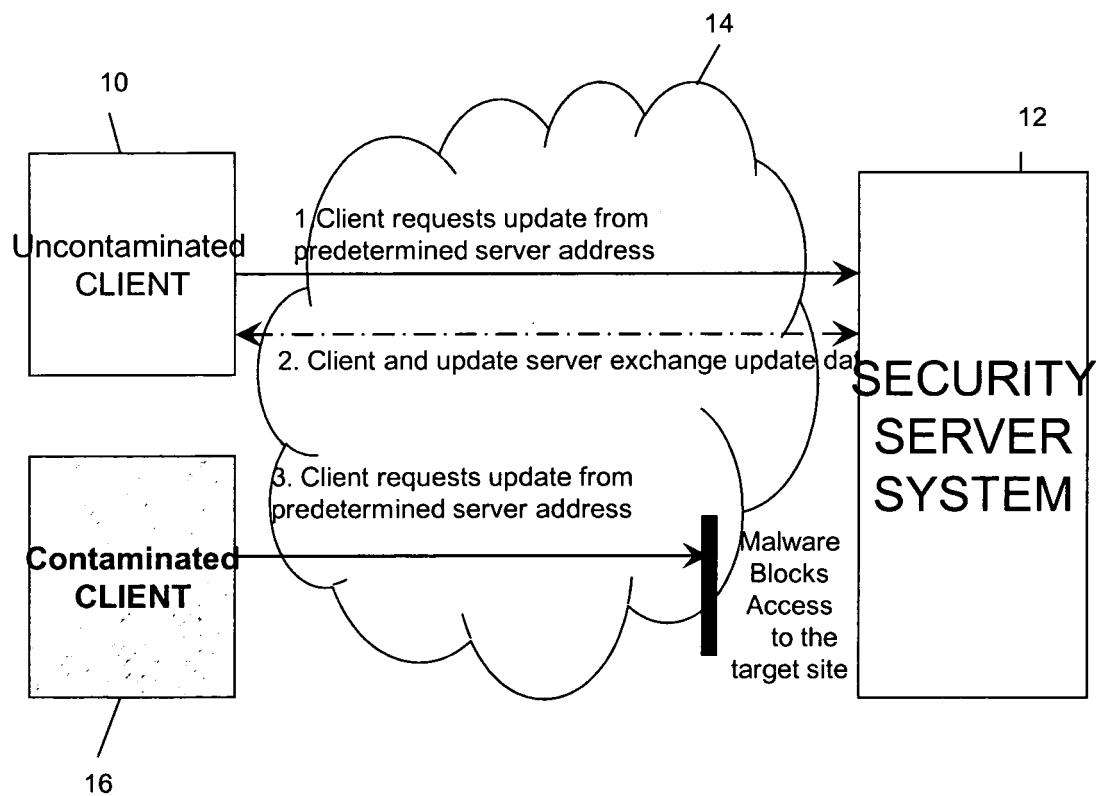 14
10
12
1 Client requests update from
predetermined server address
Uncontaminated
CLIENT
2. Client and update server exchange update dat
SECURITY
SERVER
SYSTEM
3. Client requests update from
predetermined server address
Contaminated
CLIENT
Malware
Blocks
Access
to the
target site
16